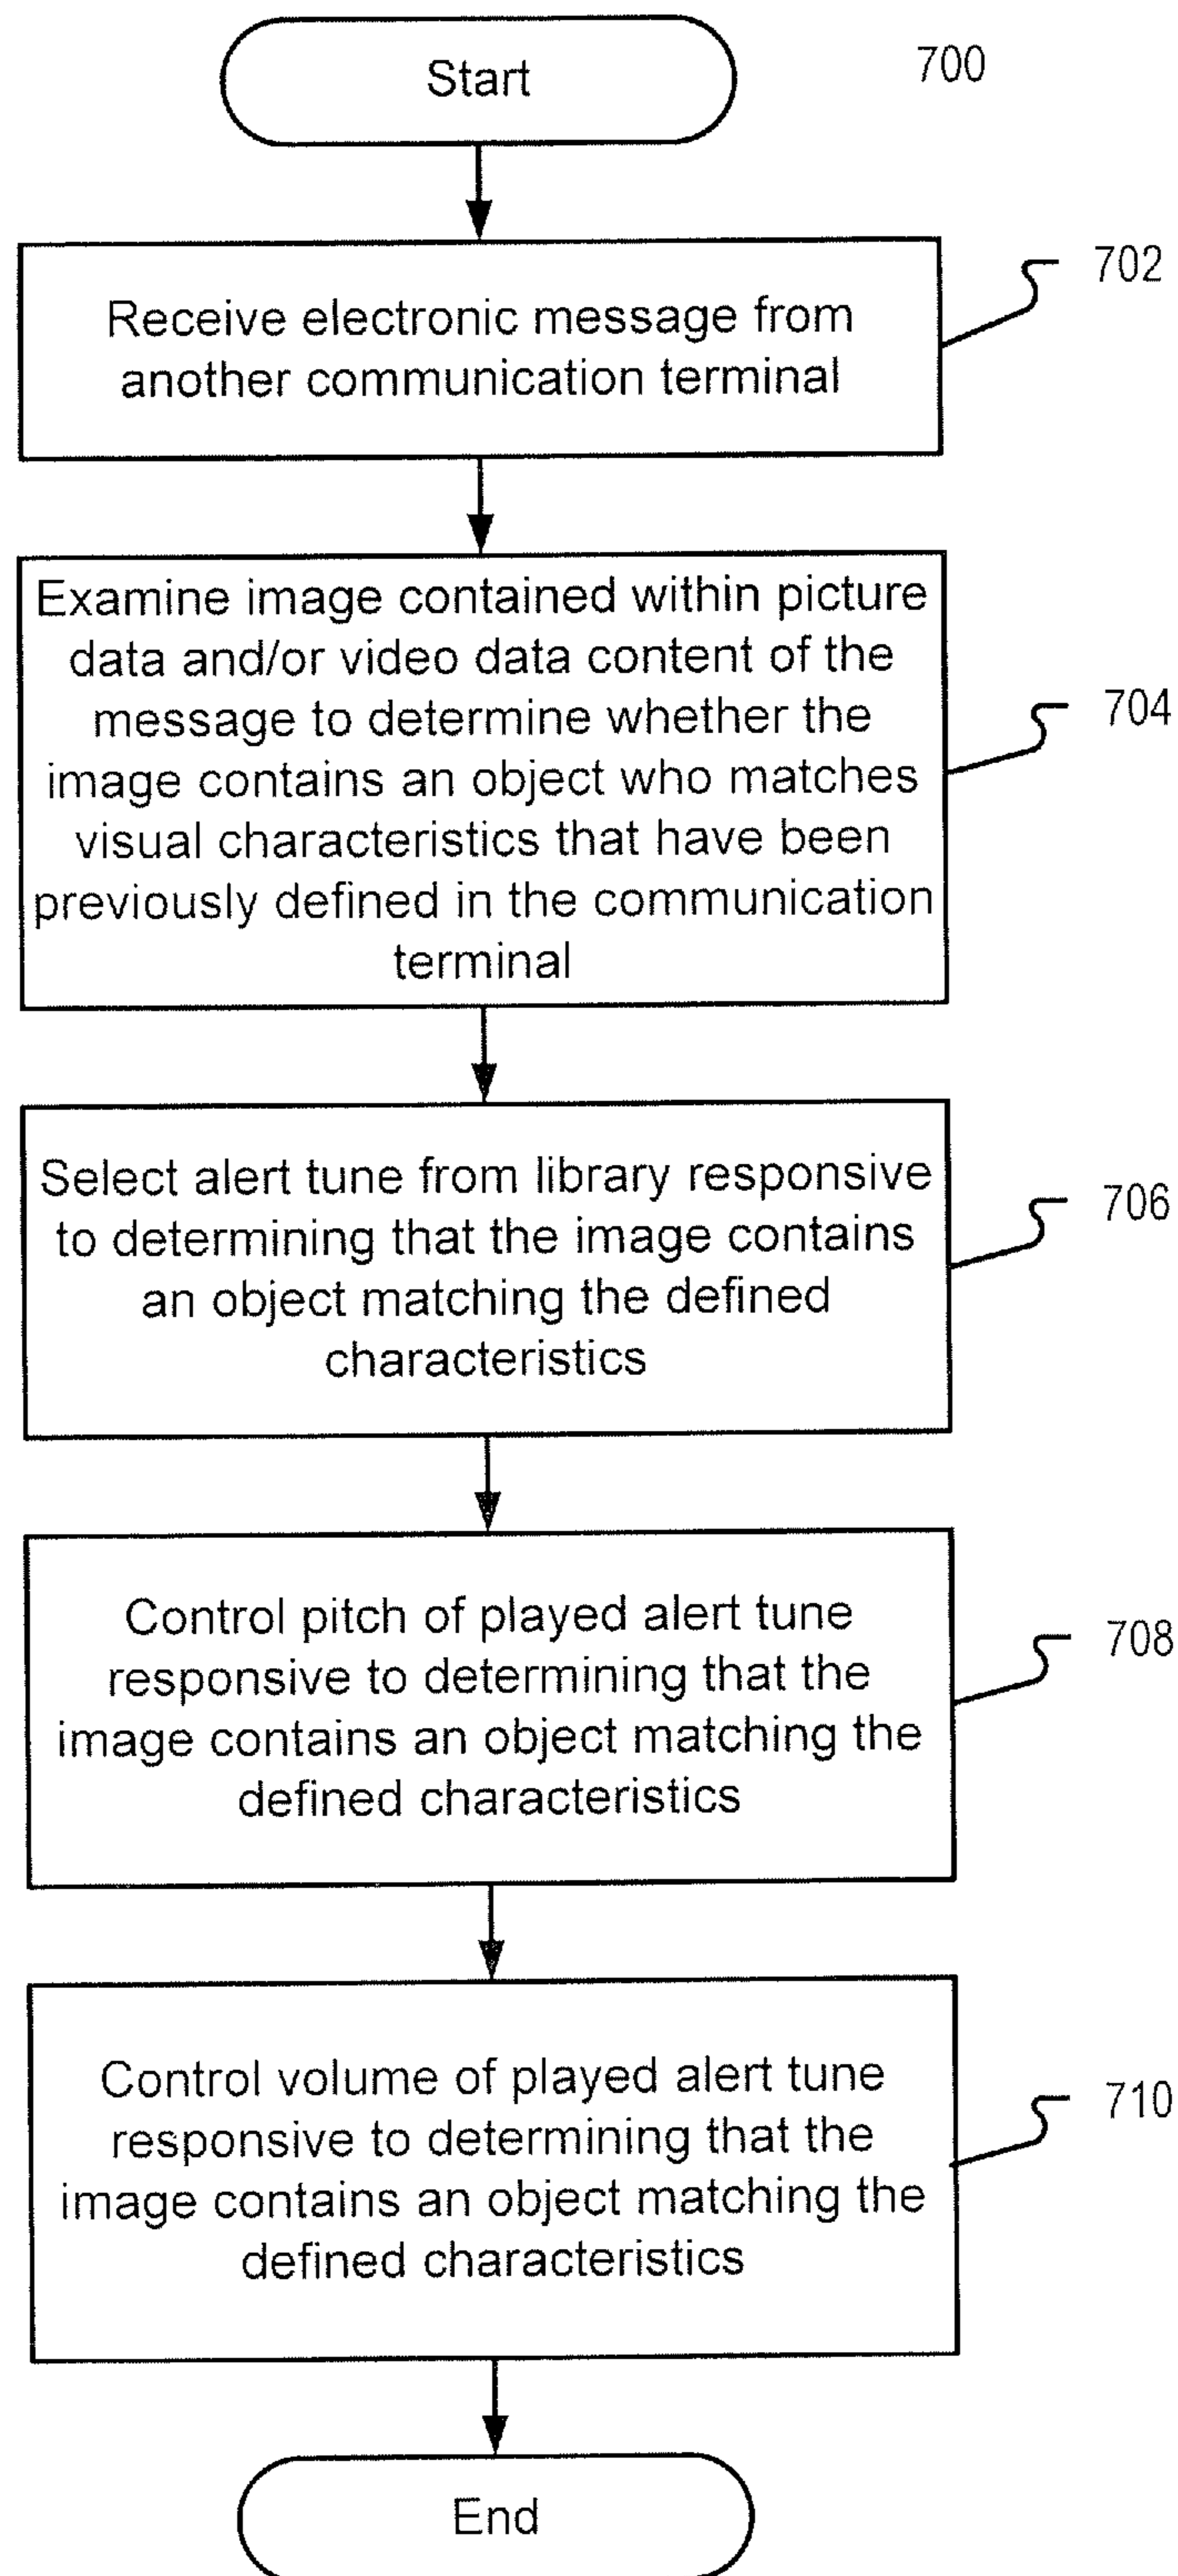 Start
700
Receive electronic message from
another communication terminal
702
Examine image contained within picture
data and/or video data content of the
message to determine whether the
image contains an object who matches
visual characteristics that have been
previously defined in the communication
terminal
704
Select alert tune from library responsive
to determining that the image contains
an object matching the defined
characteristics
706
Control pitch of played alert tune
responsive to determining that the
image contains an object matching the
defined characteristics
708
Control volume of played alert tune
responsive to determining that the
image contains an object matching the
defined characteristics
710
End